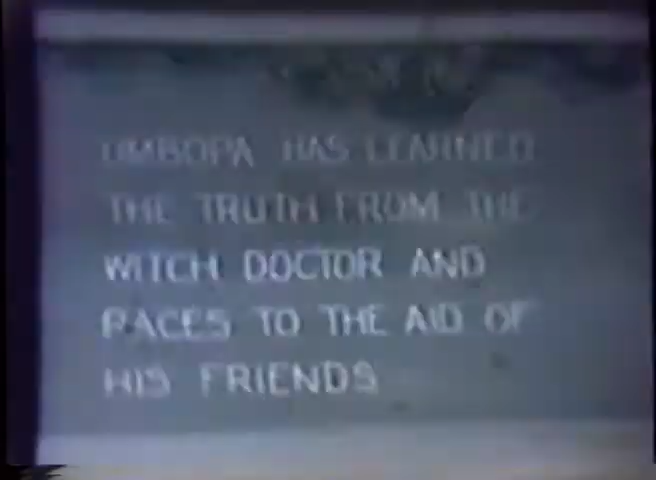 UMBOPA HAS LEARNED
THE TRUTH FROM THE
WITCH DOCTOR AND
RACES TO THE AID OF
HIS FRIENDS